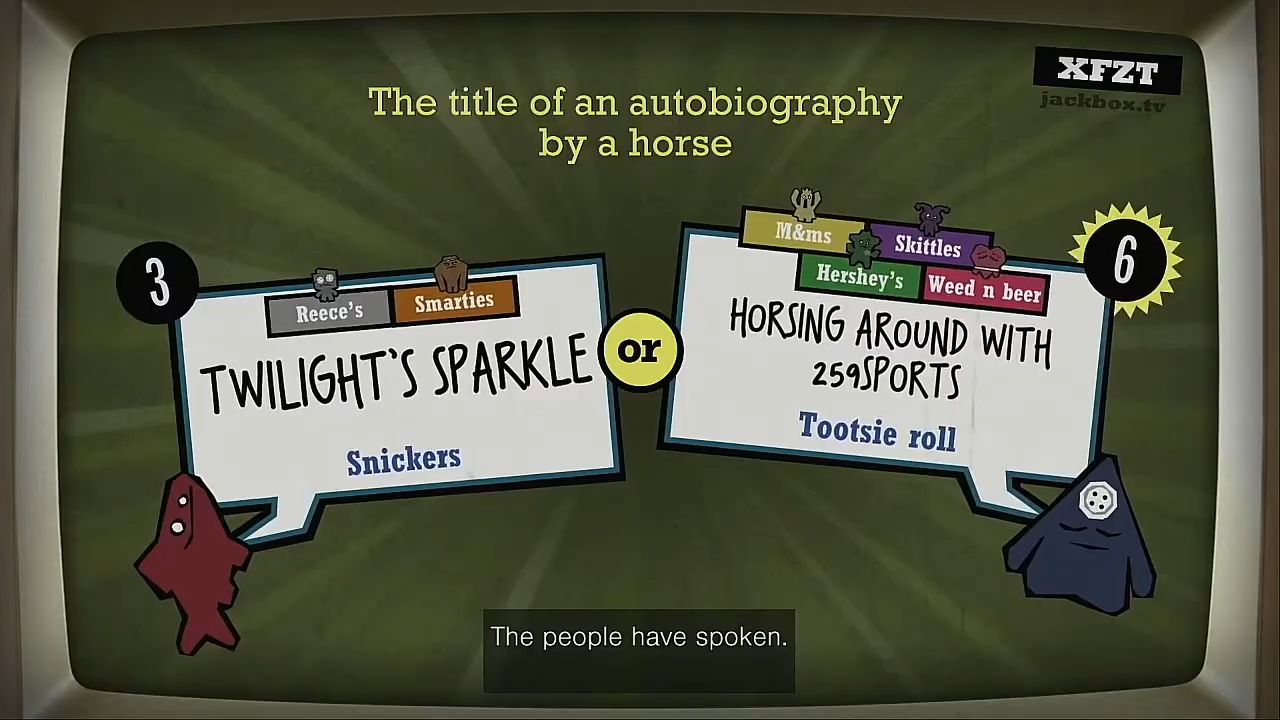 XFZT
jackbox.tv
The title of an autobiography
by a horse
3
Reece's
Smarties
TWILIGHT'S SPARKLE
Snickers
or
M&ms
Skittles
Hershey's
Weed n beer
6
HORSING AROUND WITH
259SPORTS
Tootsie roll
The people have spoken.